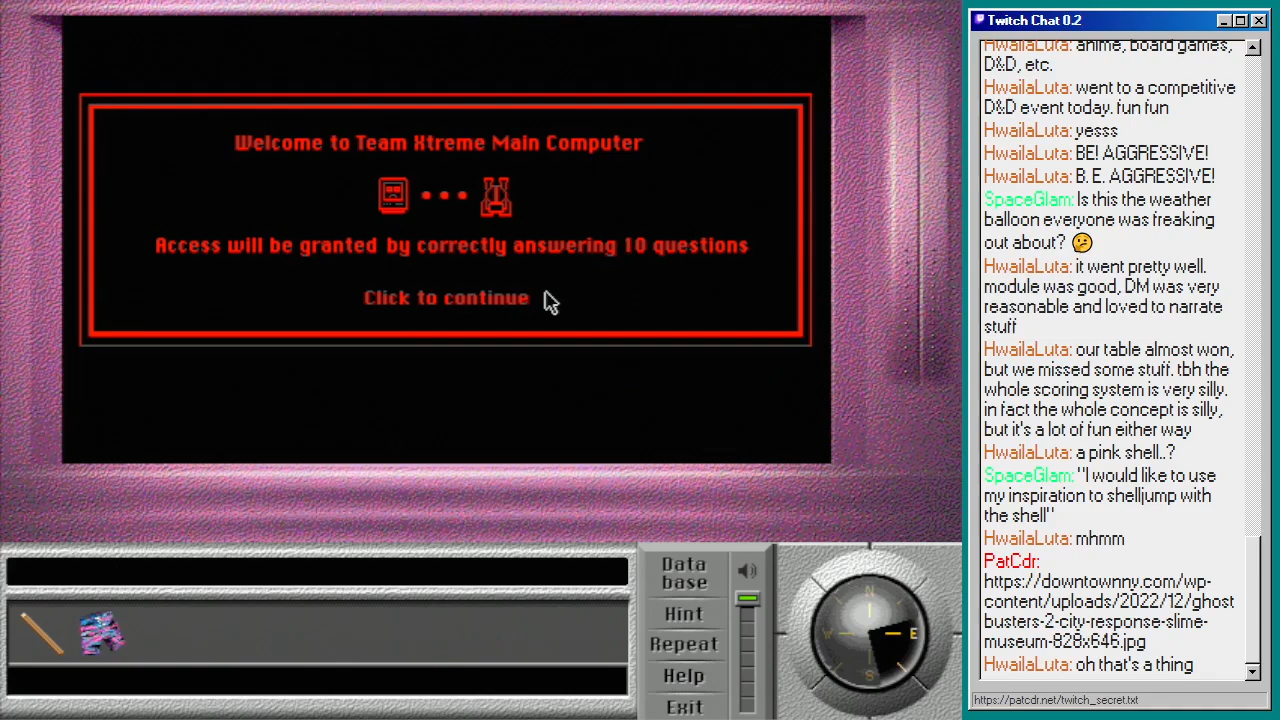 Welcome to Team Xtreme Main Computer
Access will be granted by correctly answering 10 questions
Click to continue
Data
base
Hint
Repeat
Help
Exit
N
W
E
S
Twitch Chat 0.2
HwailaLuta: anime, board games,
D&D, etc.
HwailaLuta: went to a competitive
D&D event today. fun fun
HwailaLuta: yesss
HwailaLuta: BE! AGGRESSIVE!
HwailaLuta: B. E. AGGRESSIVE!
SpaceGlam: Is this the weather
balloon everyone was freaking
out about? 🤔
HwailaLuta: it went pretty well.
module was good, DM was very
reasonable and loved to narrate
stuff
HwailaLuta: our table almost won,
but we missed some stuff. tbh the
whole scoring system is very silly.
in fact the whole concept is silly,
but it's a lot of fun either way
HwailaLuta: a pink shell..?
SpaceGlam: "I would like to use
my inspiration to shelljump with
the shell"
HwailaLuta: mhmm
PatCdr:
https://downtownny.com/wp-
content/uploads/2022/12/ghost
busters-2-city-response-slime-
museum-828x646.jpg
HwailaLuta: oh that's a thing
https://patcdr.net/twitch_secret.txt